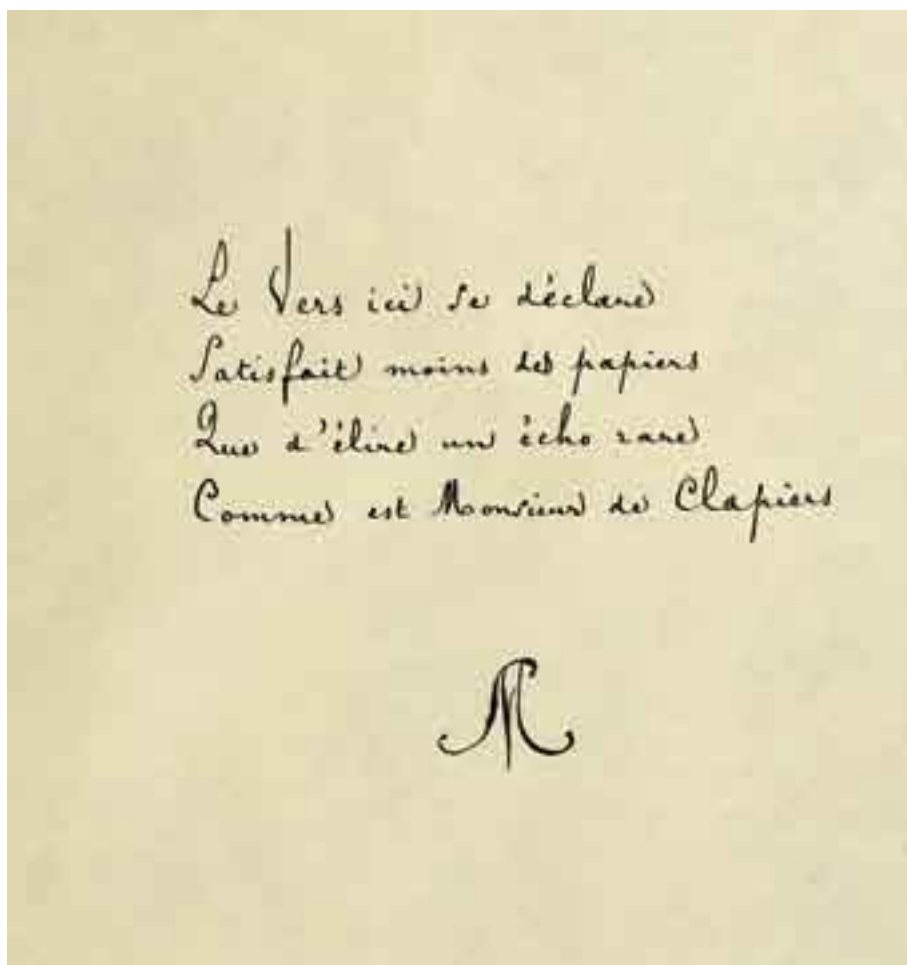 Le Vers ici se déclare
Satisfait moins des papiers
Que d'élire un écho rare
Comme est Monsieur de Clapiers